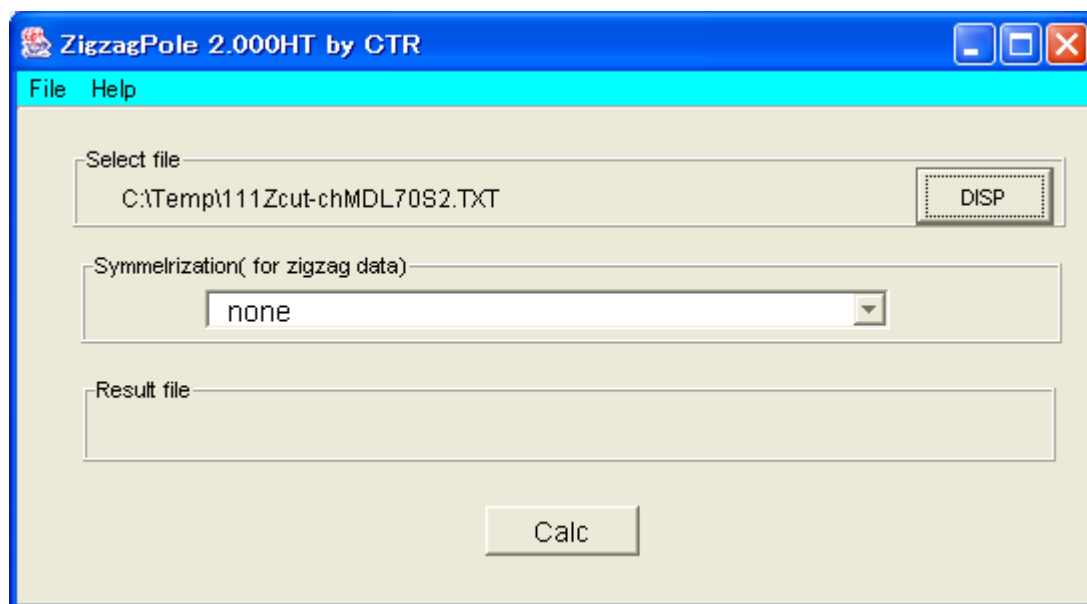 ZigzagPole 2.000HT by CTR
File Help
Select file
C:\Temp\111Zcut-chMDL70S2.TXT
DISP
Symmelrization( for zigzag data)
none
Result file
Calc